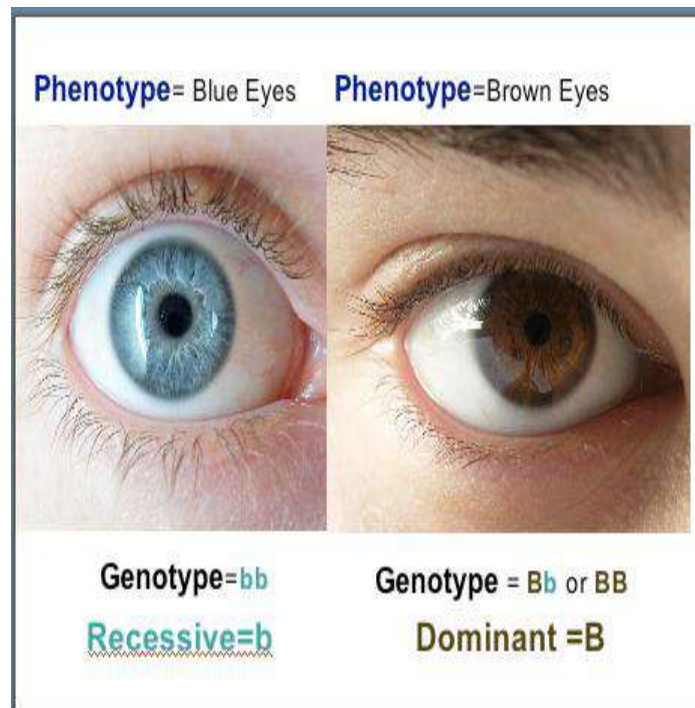 Phenotype= Blue Eyes
Phenotype=Brown Eyes
Genotype=bb
Genotype = Bb or BB
Recessive=b
Dominant =B